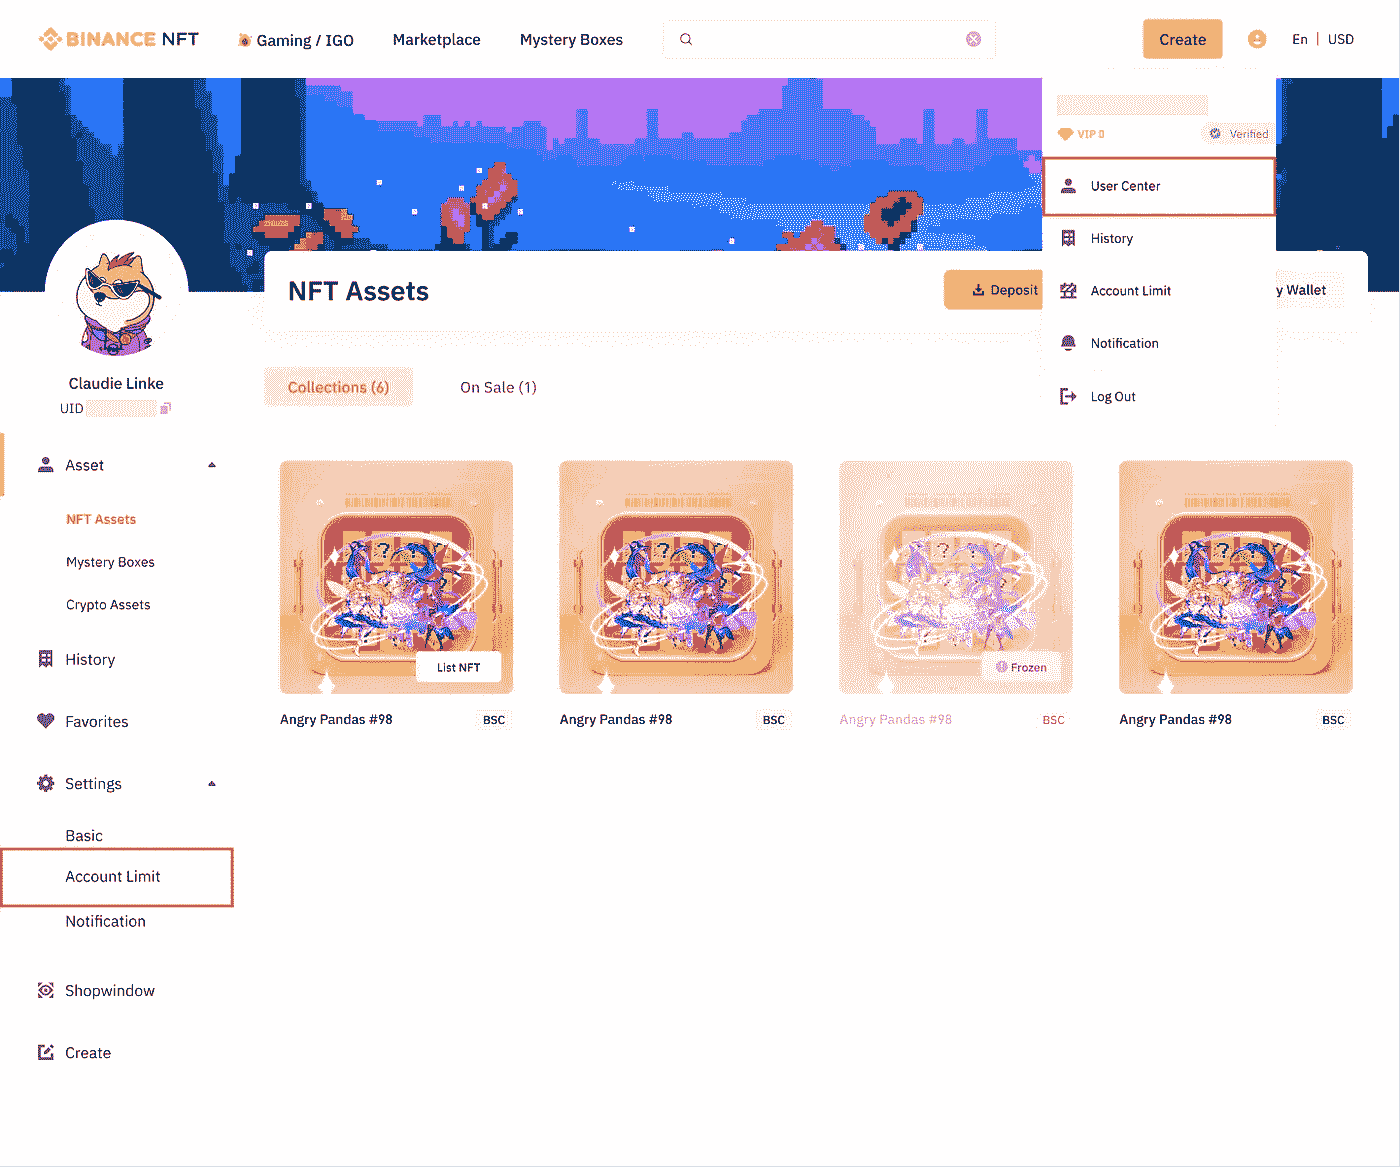 BINANCE NFT
Gaming / IGO
Marketplace
Mystery Boxes
Create
En | USD
VIP 0
Verified
User Center
History
Account Limit
Notification
Log Out
NFT Assets
Deposit
y Wallet
Claudie Linke
UID
Collections (6)
On Sale (1)
Asset
NFT Assets
Mystery Boxes
Crypto Assets
History
Favorites
Settings
Basic
Account Limit
Notification
Shopwindow
Create
? ?
List NFT
Angry Pandas #98
BSC
? ?
Angry Pandas #98
BSC
? ?
Frozen
Angry Pandas #98
BSC
? ?
Angry Pandas #98
BSC